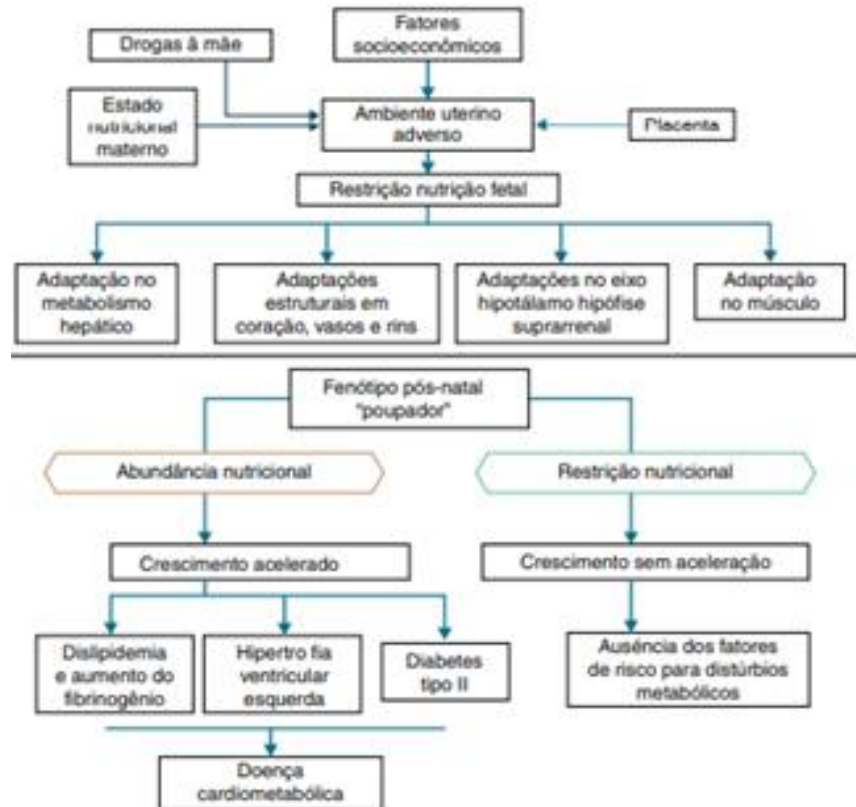 Fatores
socioeconômicos
Drogas à mãe
Estado
nutricional
materno
Ambiente uterino
adverso
Placenta
Restrição nutrição fetal
Adaptação no
metabolismo
hepático
Adaptações
estruturais em
coração, vasos e rins
Adaptações no eixo
hipotálamo hipófise
suprarrenal
Adaptação
no músculo
Fenótipo pós-natal
"poupador"
Abundância nutricional
Restrição nutricional
Crescimento acelerado
Crescimento sem aceleração
Dislipidemia
e aumento do
fibrinogênio
Hipertro fia
ventricular
esquerda
Diabetes
tipo II
Ausência dos fatores
de risco para distúrbios
metabólicos
Doença
cardiometabólica